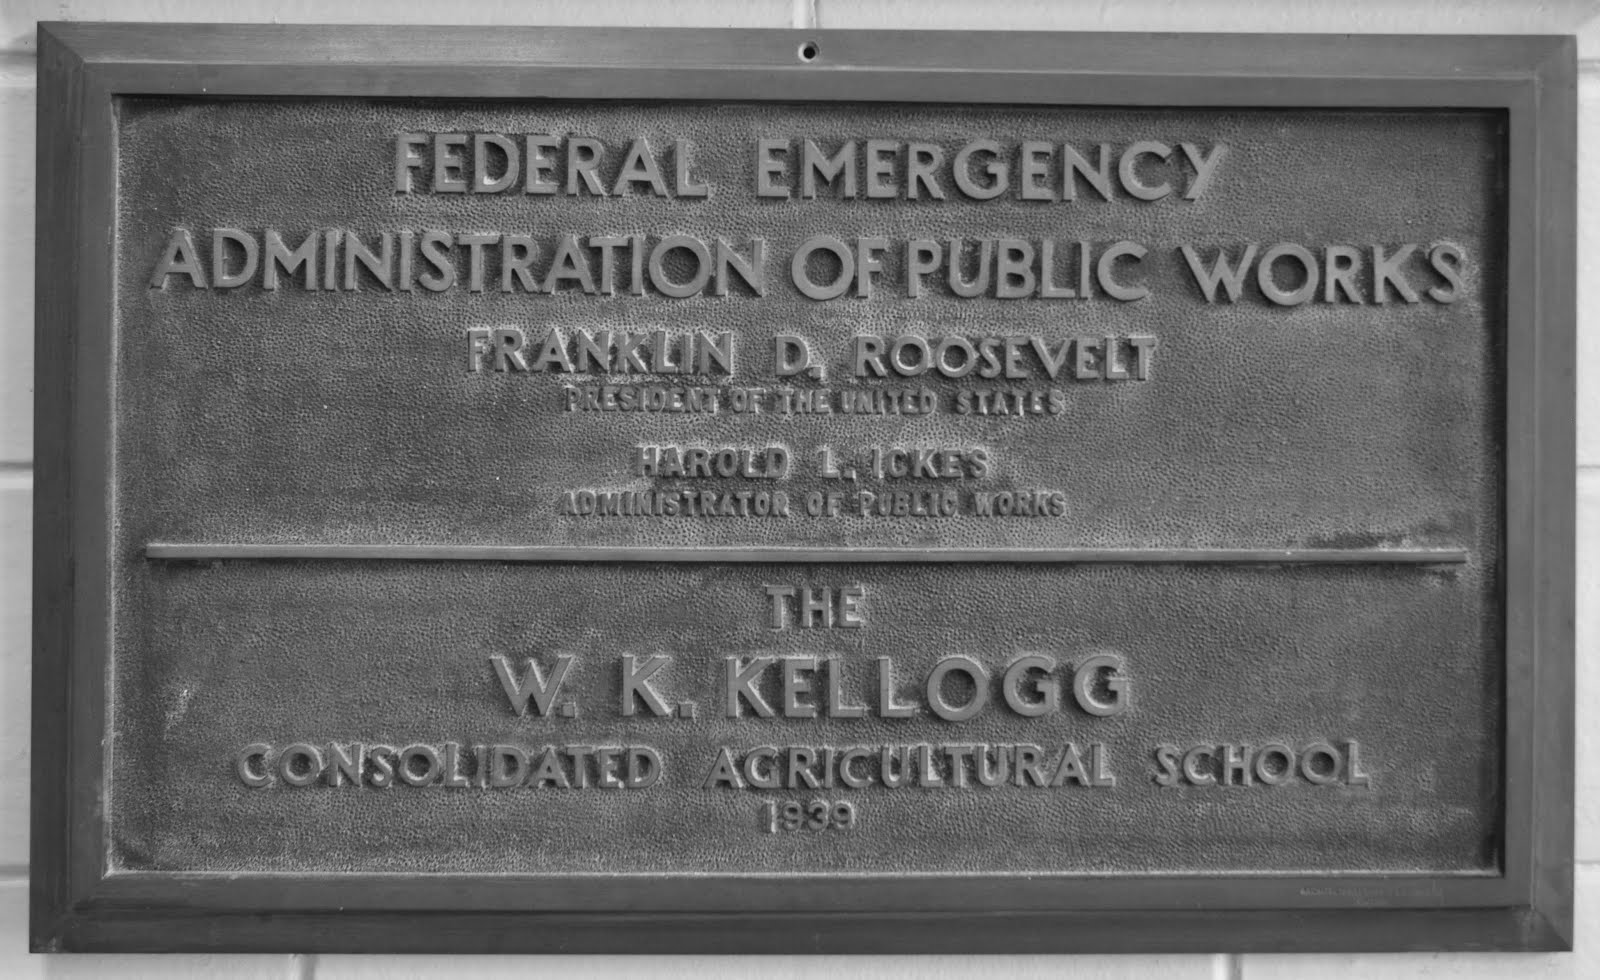 FEDERAL EMERGENCY
ADMINISTRATION OF PUBLIC WORKS
FRANKLIN D. ROOSEVELT
PRESIDENT OF THE UNITED STATES
HAROLD L. ICKES
ADMINISTRATOR OF PUBLIC WORKS
THE
W. K. KELLOGG
CONSOLIDATED AGRICULTURAL SCHOOL
1939